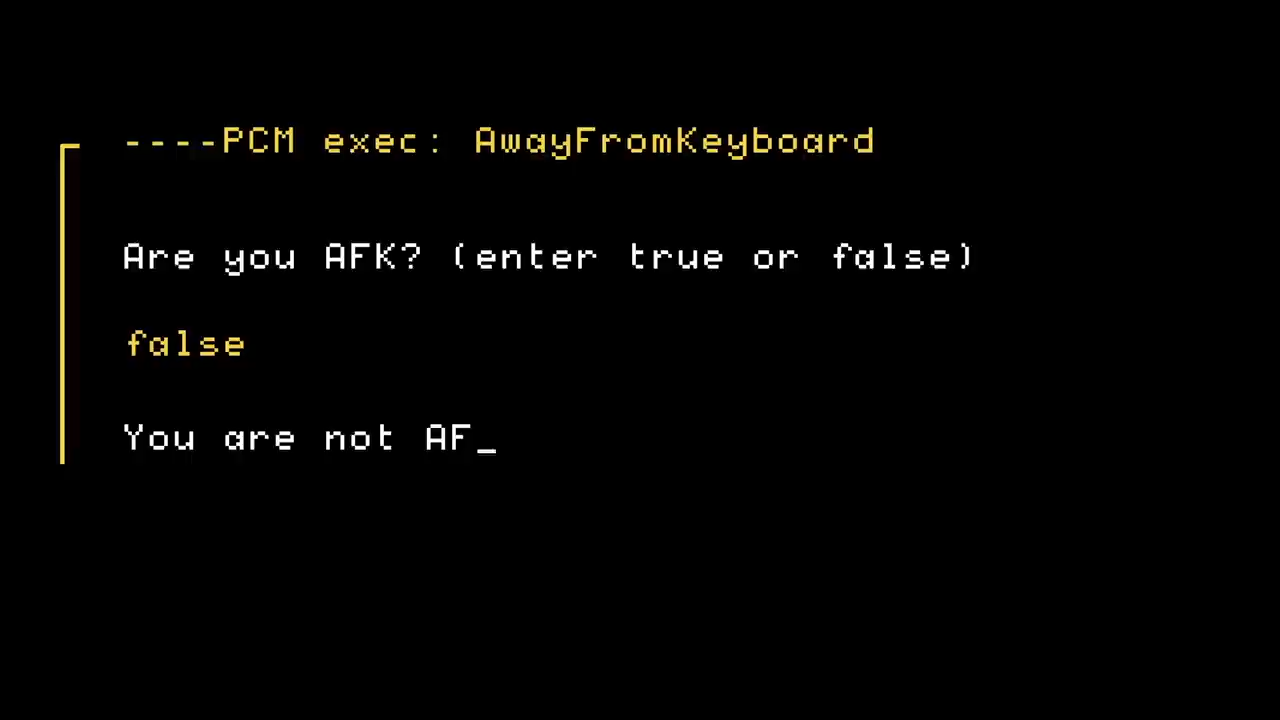 ----PCM exec: AwayFromKeyboard
Are you AFK? (enter true or false)
false
You are not AF_